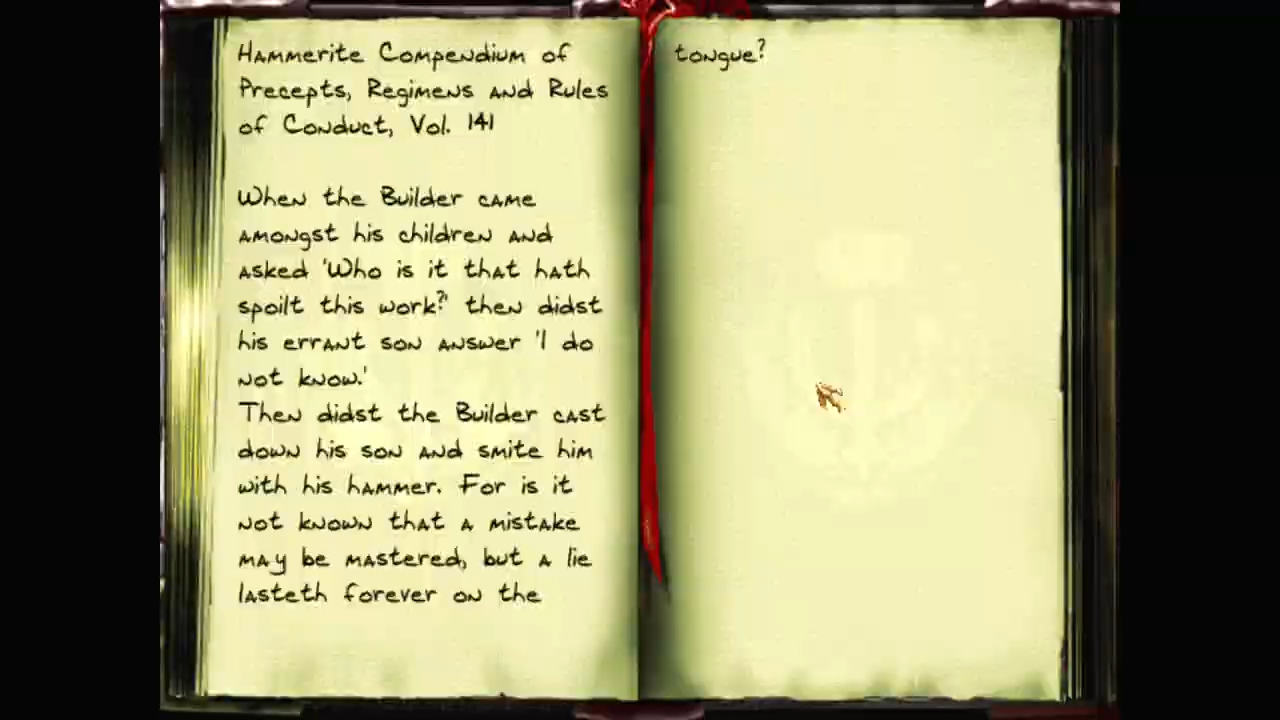 Hammerite Compendium of
Precepts, Regimens and Rules
of Conduct, Vol. 141
When the Builder came
amongst his children and
asked 'Who is it that hath
spoilt this work?' then didst
his errant son answer 'I do
not know.'
Then didst the Builder cast
down his son and smite him
with his hammer. For is it
not known that a mistake
may be mastered, but a lie
lasteth forever on the
tongue?